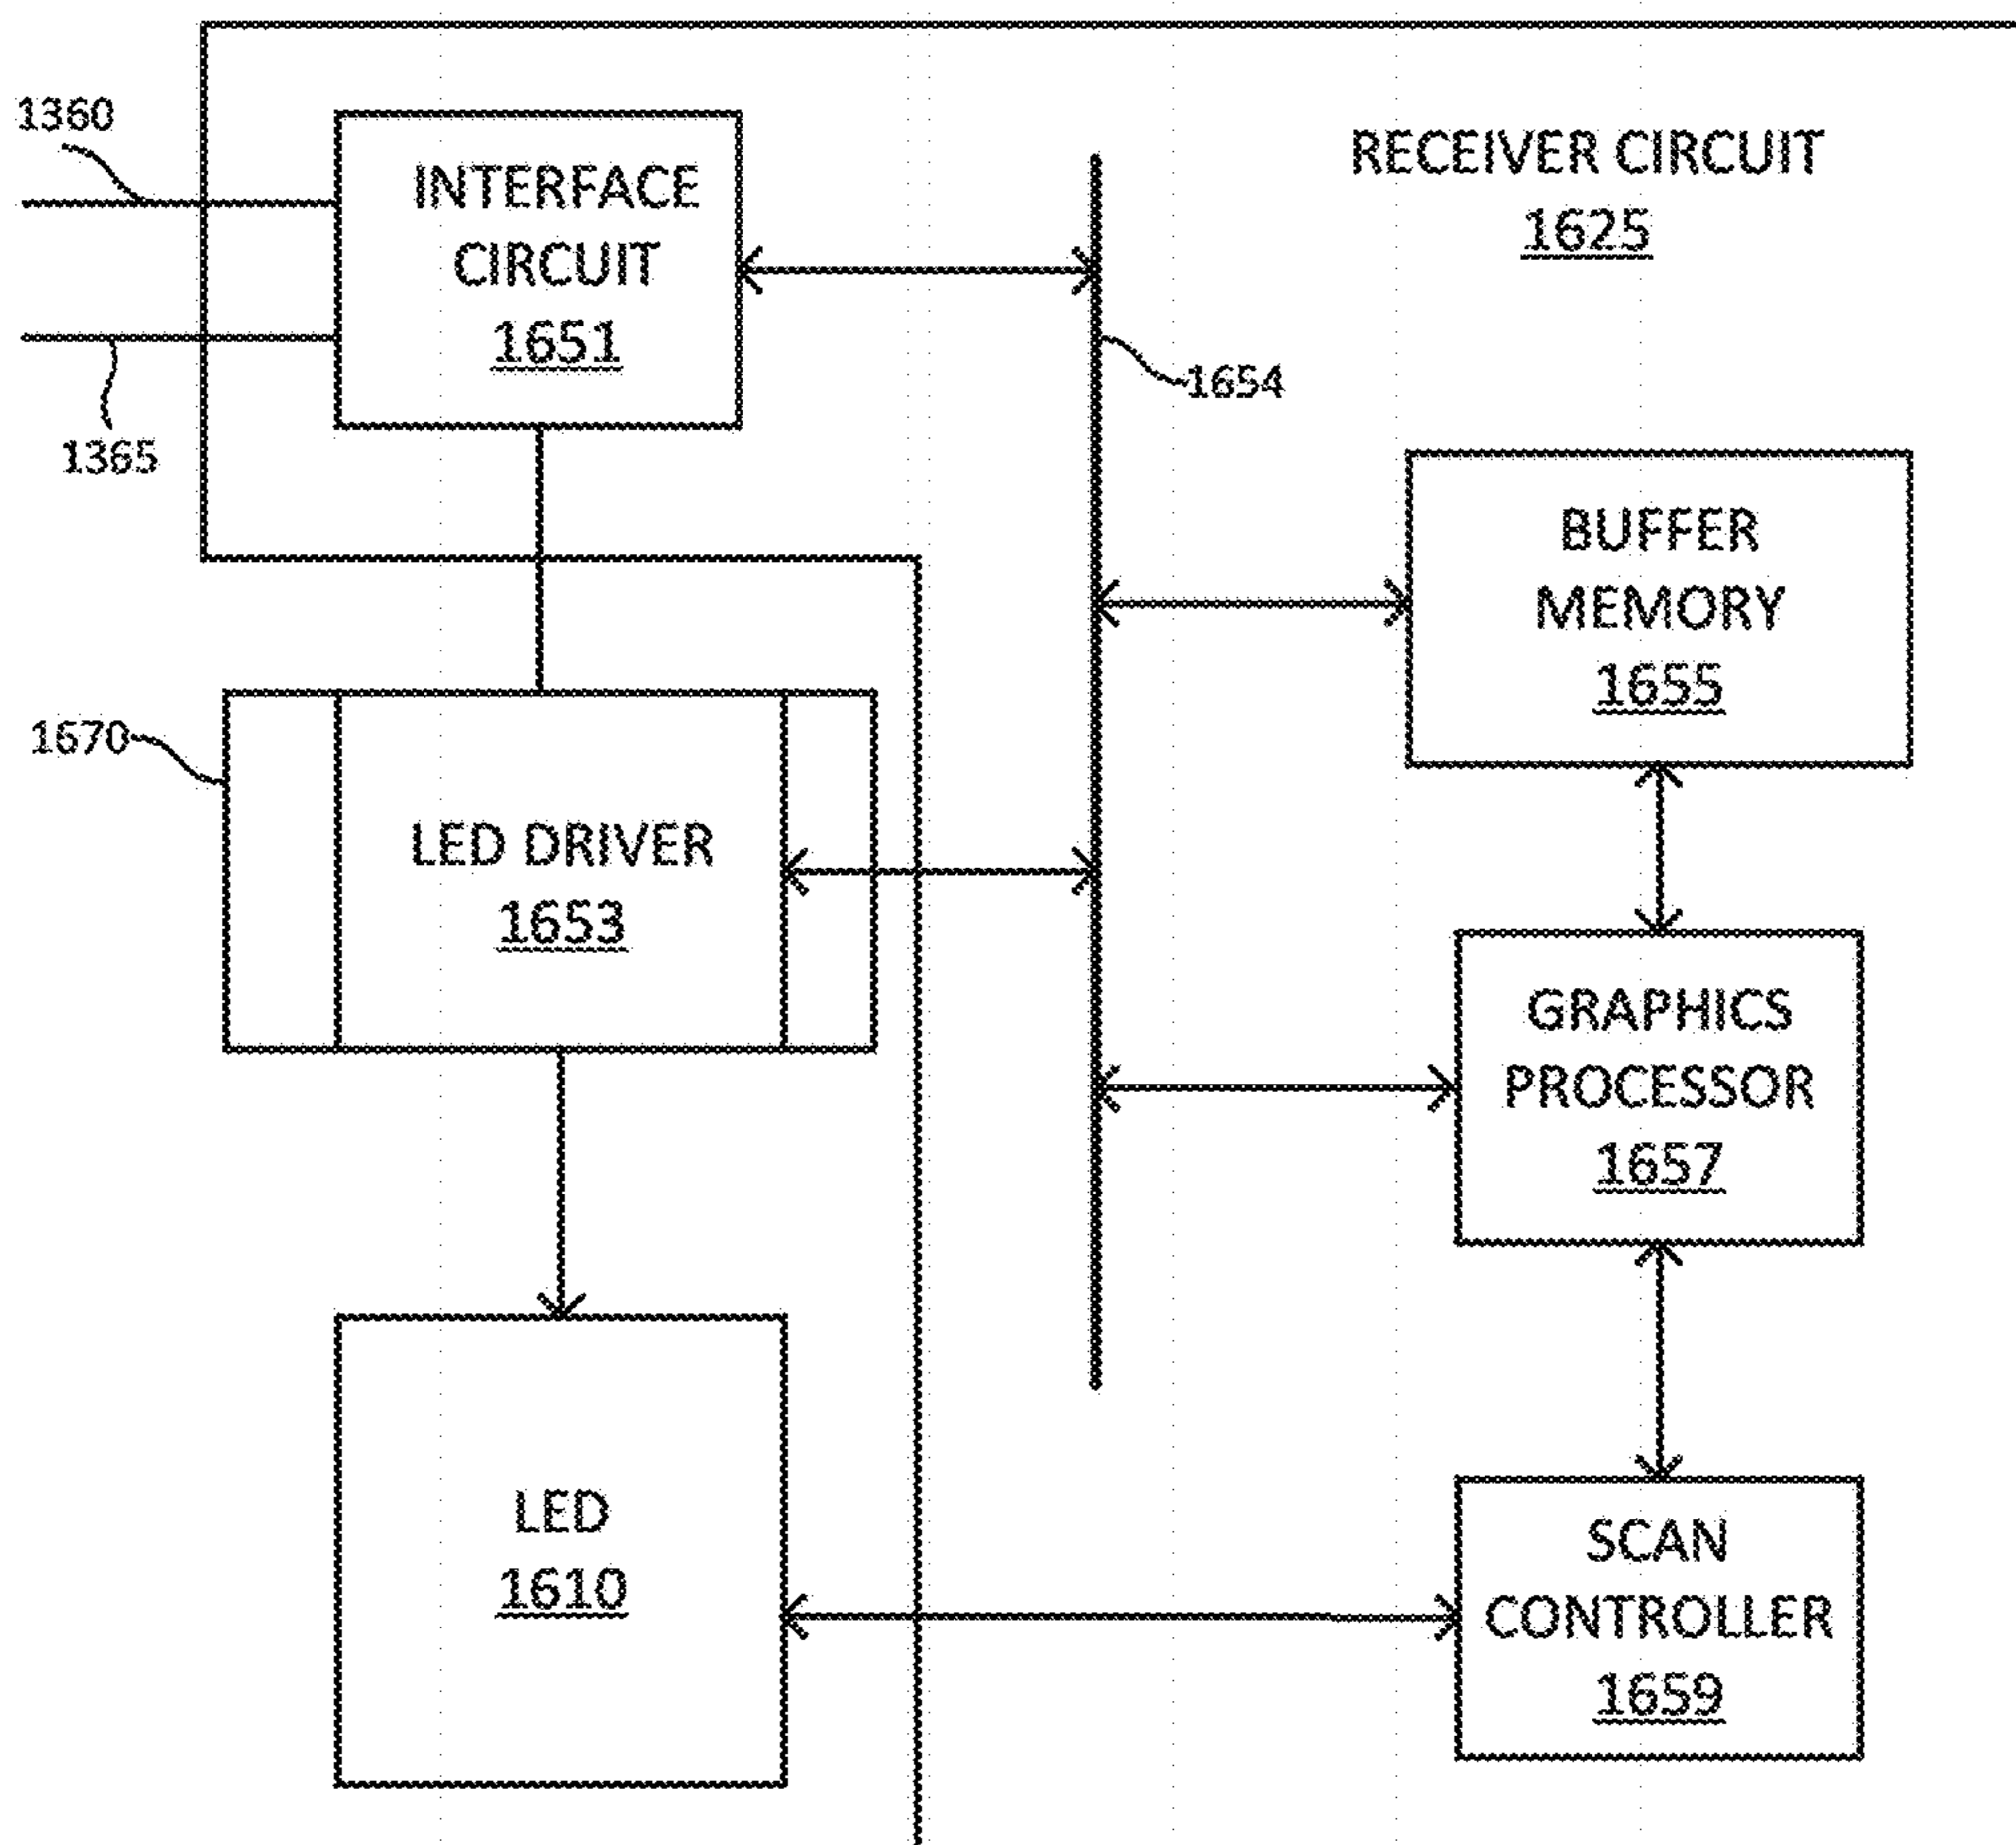 1360
INTERFACE
CIRCUIT
1651
1365
RECEIVER CIRCUIT
1625
1654
BUFFER
MEMORY
1655
1670
LED DRIVER
1653
GRAPHICS
PROCESSOR
1657
LED
1610
SCAN
CONTROLLER
1659